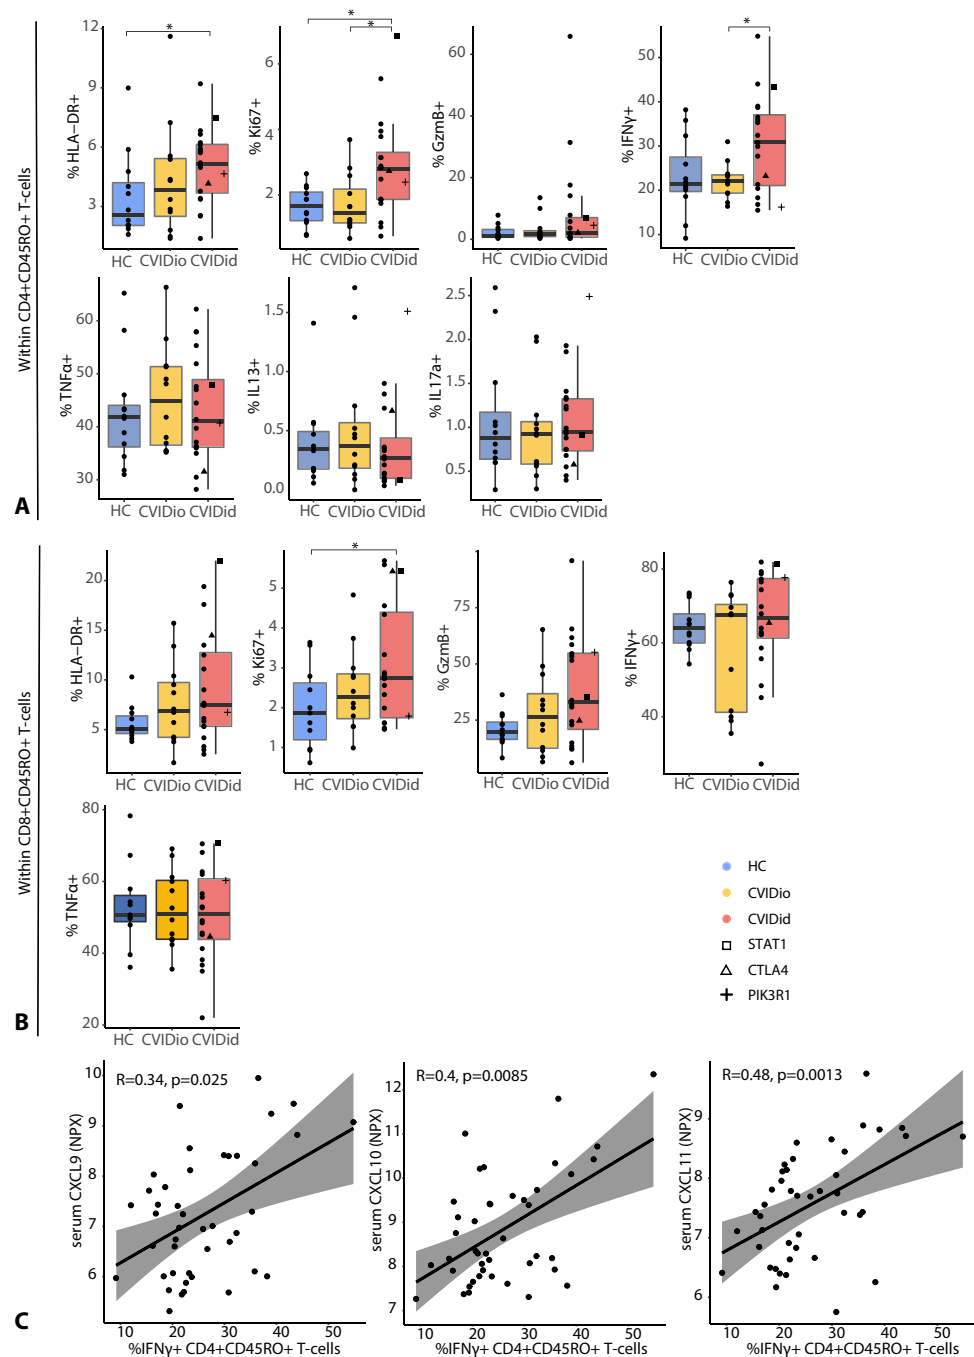 Within CD4+CD45RO+ T-cells
% HLA−DR+
12
9
6
3
*
HC CVIDio CVIDid
% Ki67+
6
4
2
*
*
HC CVIDio CVIDid
% GzmB+
60
40
20
0
HC CVIDio CVIDid
% IFNγ+
50
40
30
20
10
*
HC CVIDio CVIDid
% TNFα+
60
50
40
30
HC CVIDio CVIDid
% IL13+
1.5
1.0
0.5
0.0
HC CVIDio CVIDid
% IL17a+
2.5
2.0
1.5
1.0
0.5
HC CVIDio CVIDid
A
Within CD8+CD45RO+ T-cells
% HLA−DR+
20
15
10
5
HC CVIDio CVIDid
% Ki67+
5
4
3
2
1
*
HC CVIDio CVIDid
% GzmB+
75
50
25
HC CVIDio CVIDid
% IFNγ+
80
60
40
HC CVIDio CVIDid
% TNFα+
80
60
40
20
HC CVIDio CVIDid
HC
CVIDio
CVIDid
STAT1
CTLA4
PIK3R1
B
serum CXCL9 (NPX)
10
9
8
7
6
R=0.34, p=0.025
10 20 30 40 50
%IFNγ+ CD4+CD45RO+ T-cells
serum CXCL10 (NPX)
12
11
10
9
8
7
R=0.4, p=0.0085
10 20 30 40 50
%IFNγ+ CD4+CD45RO+ T-cells
serum CXCL11 (NPX)
9
8
7
6
R=0.48, p=0.0013
10 20 30 40 50
%IFNγ+ CD4+CD45RO+ T-cells
C